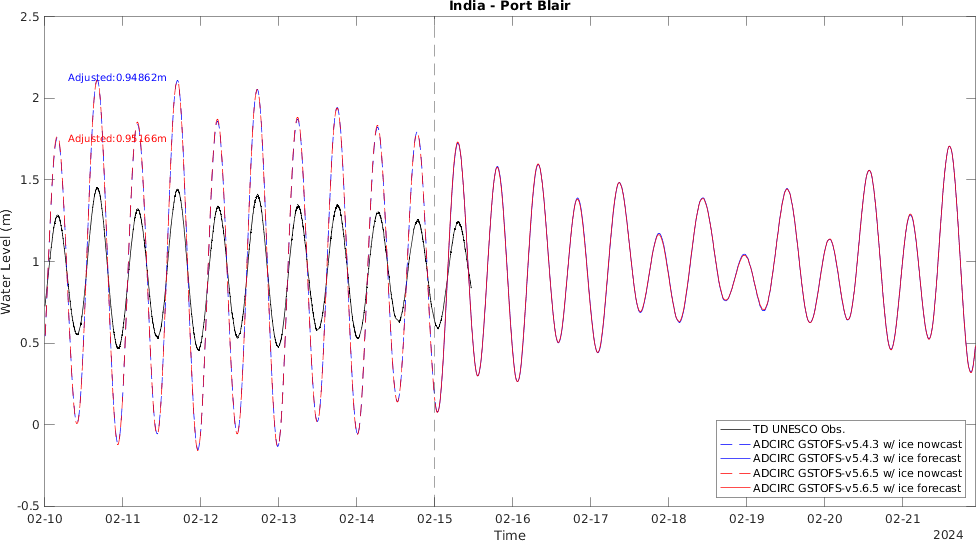 India - Port Blair
2.5
2
1.5
1
0.5
0
-0.5
Water Level (m)
Adjusted:0.94862m
Adjusted:0.95166m
TD UNESCO Obs.
ADCIRC GSTOFS-v5.4.3 w/ ice nowcast
ADCIRC GSTOFS-v5.4.3 w/ ice forecast
ADCIRC GSTOFS-v5.6.5 w/ ice nowcast
ADCIRC GSTOFS-v5.6.5 w/ ice forecast
02-10 02-11 02-12 02-13 02-14 02-15 02-16 02-17 02-18 02-19 02-20 02-21
Time
2024